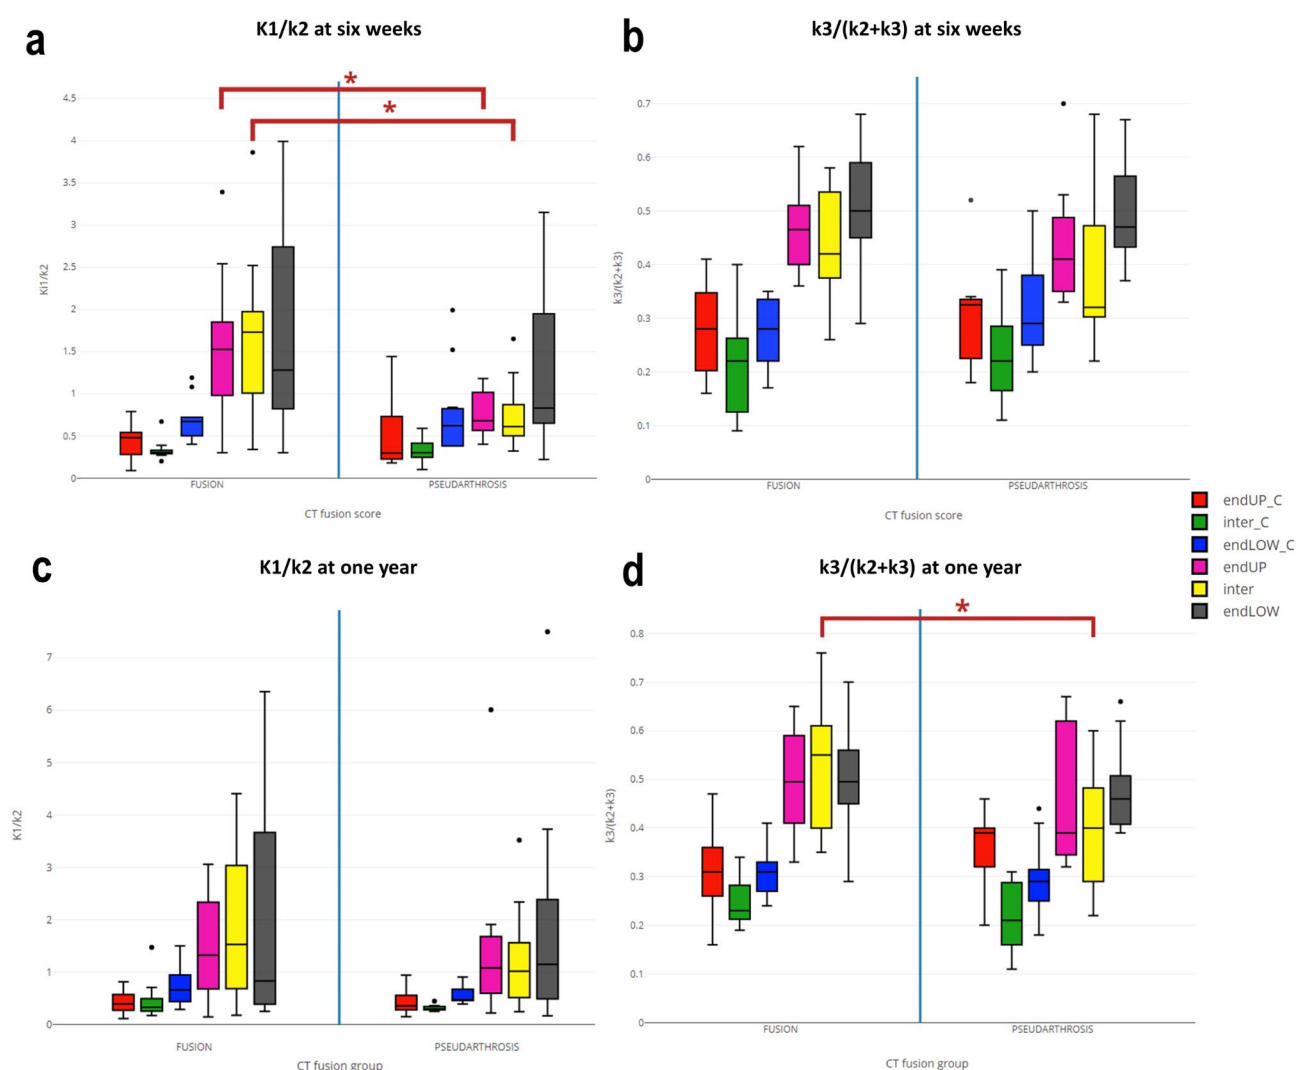 a
K1/k2 at six weeks
*
*
4.5
4
3.5
3
2.5
2
1.5
1
0.5
0
Ki1/k2
FUSION
PSEUDARTHROSIS
CT fusion score
b
k3/(k2+k3) at six weeks
0.7
0.6
0.5
0.4
0.3
0.2
0.1
0
k3/(k2+k3)
FUSION
PSEUDARTHROSIS
CT fusion score
endUP_C
inter_C
endLOW_C
endUP
inter
endLOW
c
K1/k2 at one year
7
6
5
4
3
2
1
0
K1/k2
FUSION
PSEUDARTHROSIS
CT fusion group
d
k3/(k2+k3) at one year
*
0.8
0.7
0.6
0.5
0.4
0.3
0.2
0.1
0
k3/(k2+k3)
FUSION
PSEUDARTHROSIS
CT fusion group